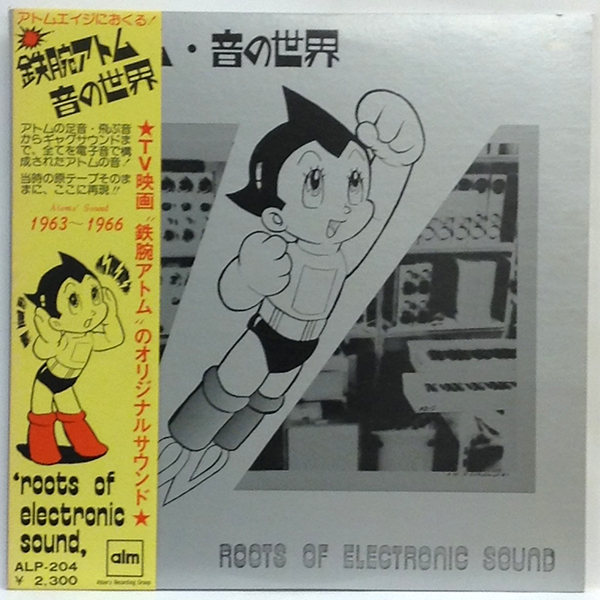 アトムエイジにおくる!
鉄腕アトム
音の世界
アトムの足音・飛ぶ音
からギャグサウンドま
で、全てを電子音で構
成されたアトムの音!
当時の原テープそのま
まに、ここに再現!!
Atoms' Sound
1963〜1966
★TV映画“鉄腕アトム”のオリジナルサウンド★
'roots of
electronic
sound,
ALP-204
¥ 2,300
alm
ム・音の世界
ROOTS OF ELECTRONIC SOUND